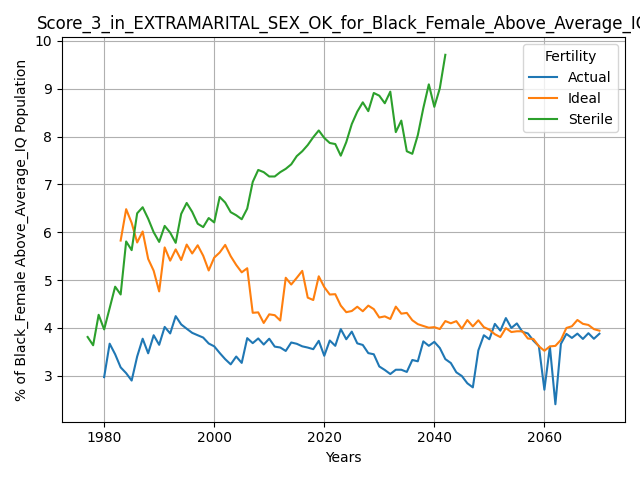 Score_3_in_EXTRAMARITAL_SEX_OK_for_Black_Female_Above_Average_IQ
% of Black_Female Above_Average_IQ Population
10
9
8
7
6
5
4
3
Fertility
Actual
Ideal
Sterile
1980 2000 2020 2040 2060
Years